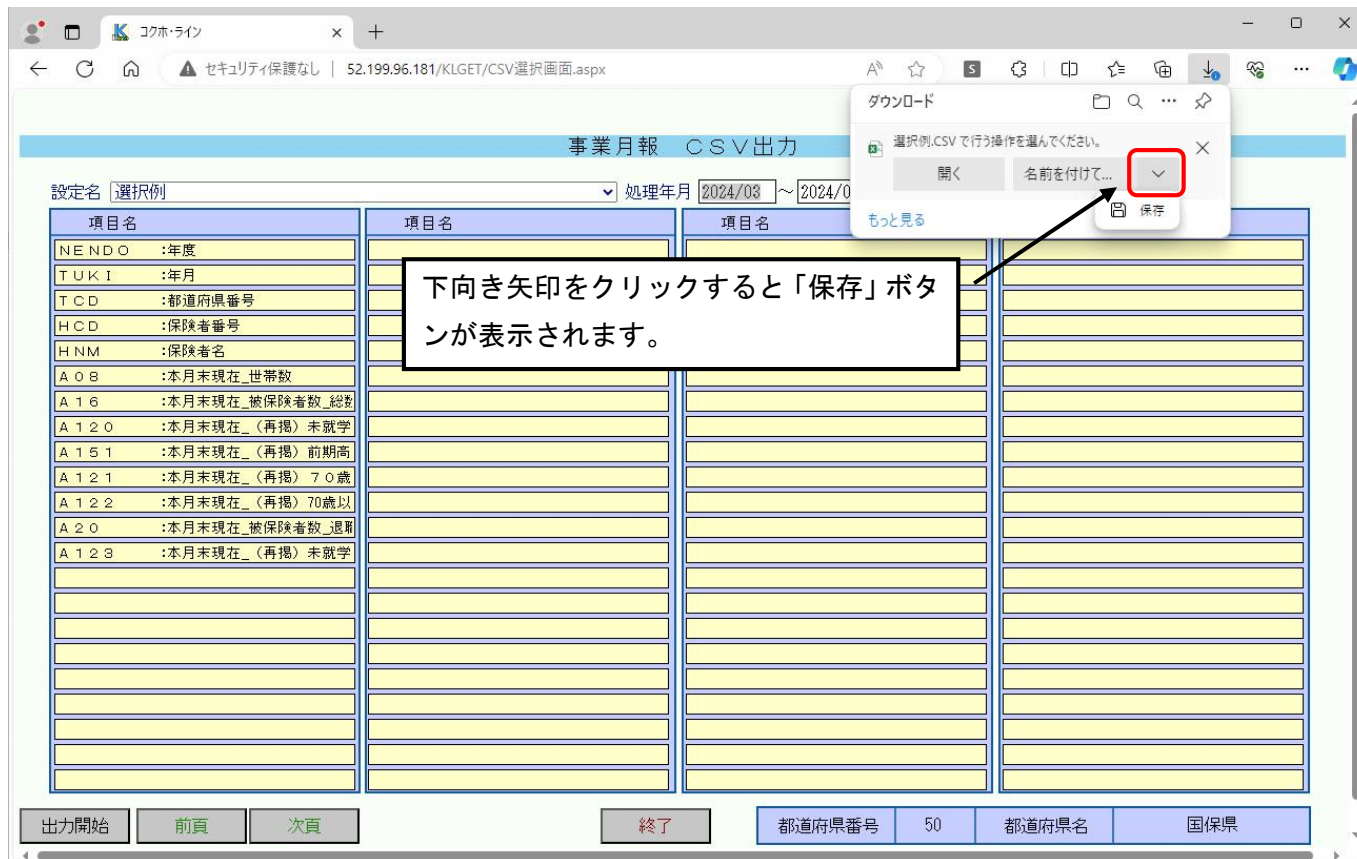 コクホ・ライン
セキュリティ保護なし | 52.199.96.181/KLGET/CSV選択画面.aspx
ダウンロード
選択例.CSV で行う操作を選んでください。
開く 名前を付けて...
保存
もっと見る
事業月報 CSV出力
設定名 選択例 処理年月 2024/03 ～ 2024/0
項目名 項目名 項目名
NENDO :年度
TUKI :年月
TCD :都道府県番号
HCD :保険者番号
HNM :保険者名
A08 :本月末現在_世帯数
A16 :本月末現在_被保険者数_総数
A120 :本月末現在_（再掲）未就学
A151 :本月末現在_（再掲）前期高
A121 :本月末現在_（再掲）７０歳
A122 :本月末現在_（再掲）70歳以
A20 :本月末現在_被保険者数_退職
A123 :本月末現在_（再掲）未就学
下向き矢印をクリックすると「保存」ボタ
ンが表示されます。
出力開始 前頁 次頁 終了 都道府県番号 50 都道府県名 国保県